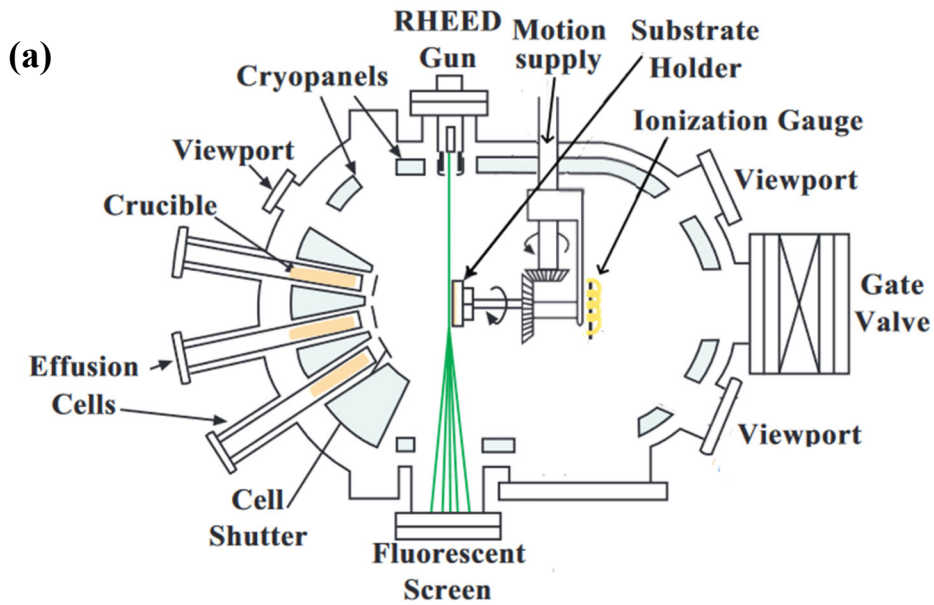 (a)
RHEED
Gun
Motion
supply
Substrate
Holder
Cryopanels
Ionization Gauge
Viewport
Viewport
Crucible
Gate
Valve
Effusion
Cells
Viewport
Cell
Shutter
Fluorescent
Screen